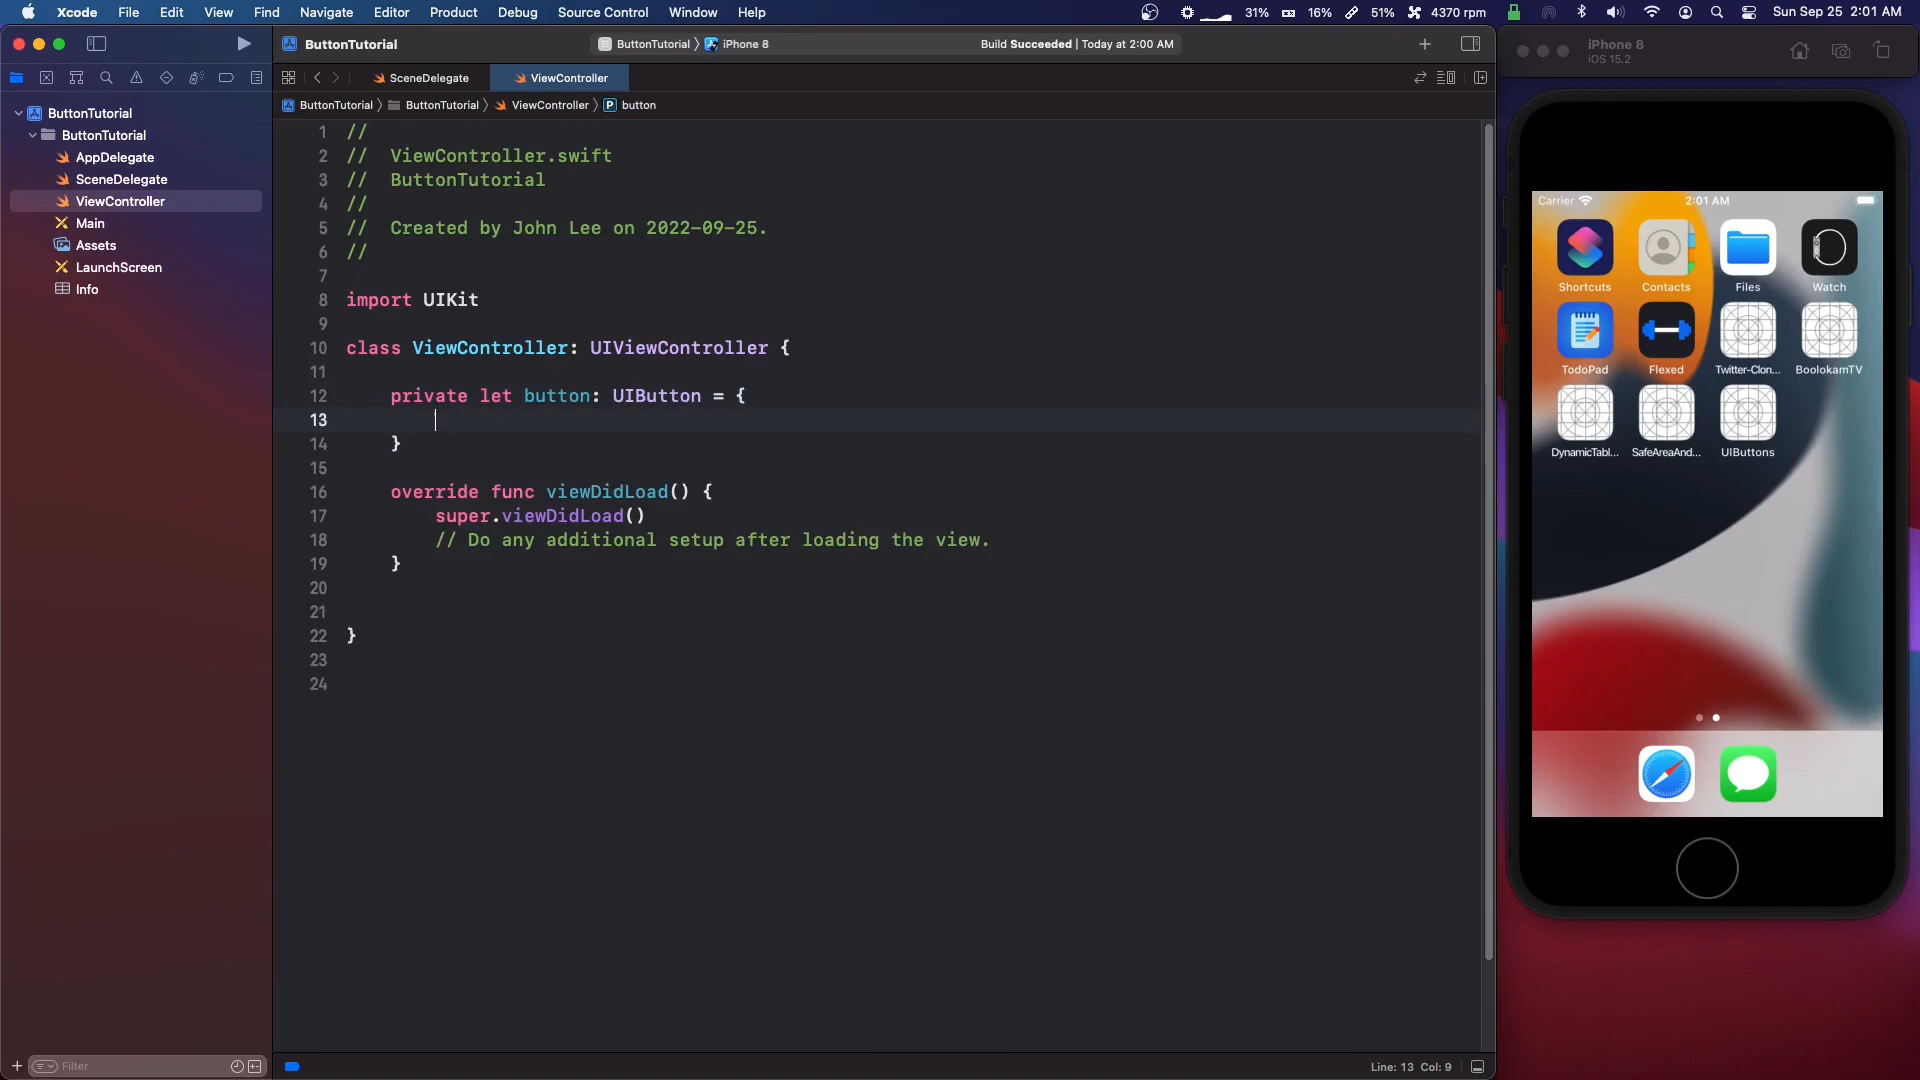 Xcode File Edit View Find Navigate Editor Product Debug Source Control Window Help 31% 16% 51% 4370 rpm Sun Sep 25 2:01 AM
ButtonTutorial ButtonTutorial iPhone 8 Build Succeeded | Today at 2:00 AM
iPhone 8
iOS 15.2
SceneDelegate ViewController
ButtonTutorial ButtonTutorial ViewController P button
ButtonTutorial
ButtonTutorial
AppDelegate
SceneDelegate
ViewController
Main
Assets
LaunchScreen
Info
Filter
1 //
2 // ViewController.swift
3 // ButtonTutorial
4 //
5 // Created by John Lee on 2022-09-25.
6 //
7
8 import UIKit
9
10 class ViewController: UIViewController {
11
12 private let button: UIButton = {
13
14 }
15
16 override func viewDidLoad() {
17 super.viewDidLoad()
18 // Do any additional setup after loading the view.
19 }
20
21
22 }
23
24
Line: 13 Col: 9
Carrier 2:01 AM
Shortcuts Contacts Files Watch
TodoPad Flexed Twitter-Clon... BoolokamTV
DynamicTabl... SafeAreaAnd... UIButtons